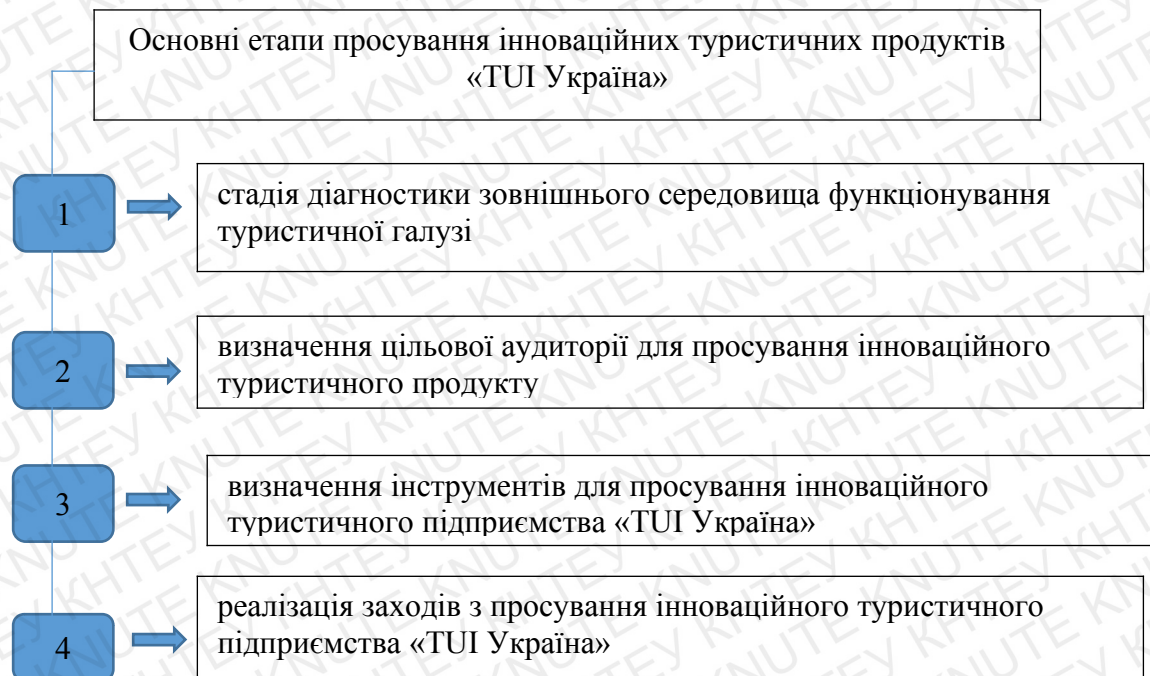 Основні етапи просування інноваційних туристичних продуктів
«TUI Україна»
1
стадія діагностики зовнішнього середовища функціонування
туристичної галузі
2
визначення цільової аудиторії для просування інноваційного
туристичного продукту
3
визначення інструментів для просування інноваційного
туристичного підприємства «TUI Україна»
4
реалізація заходів з просування інноваційного туристичного
підприємства «TUI Україна»